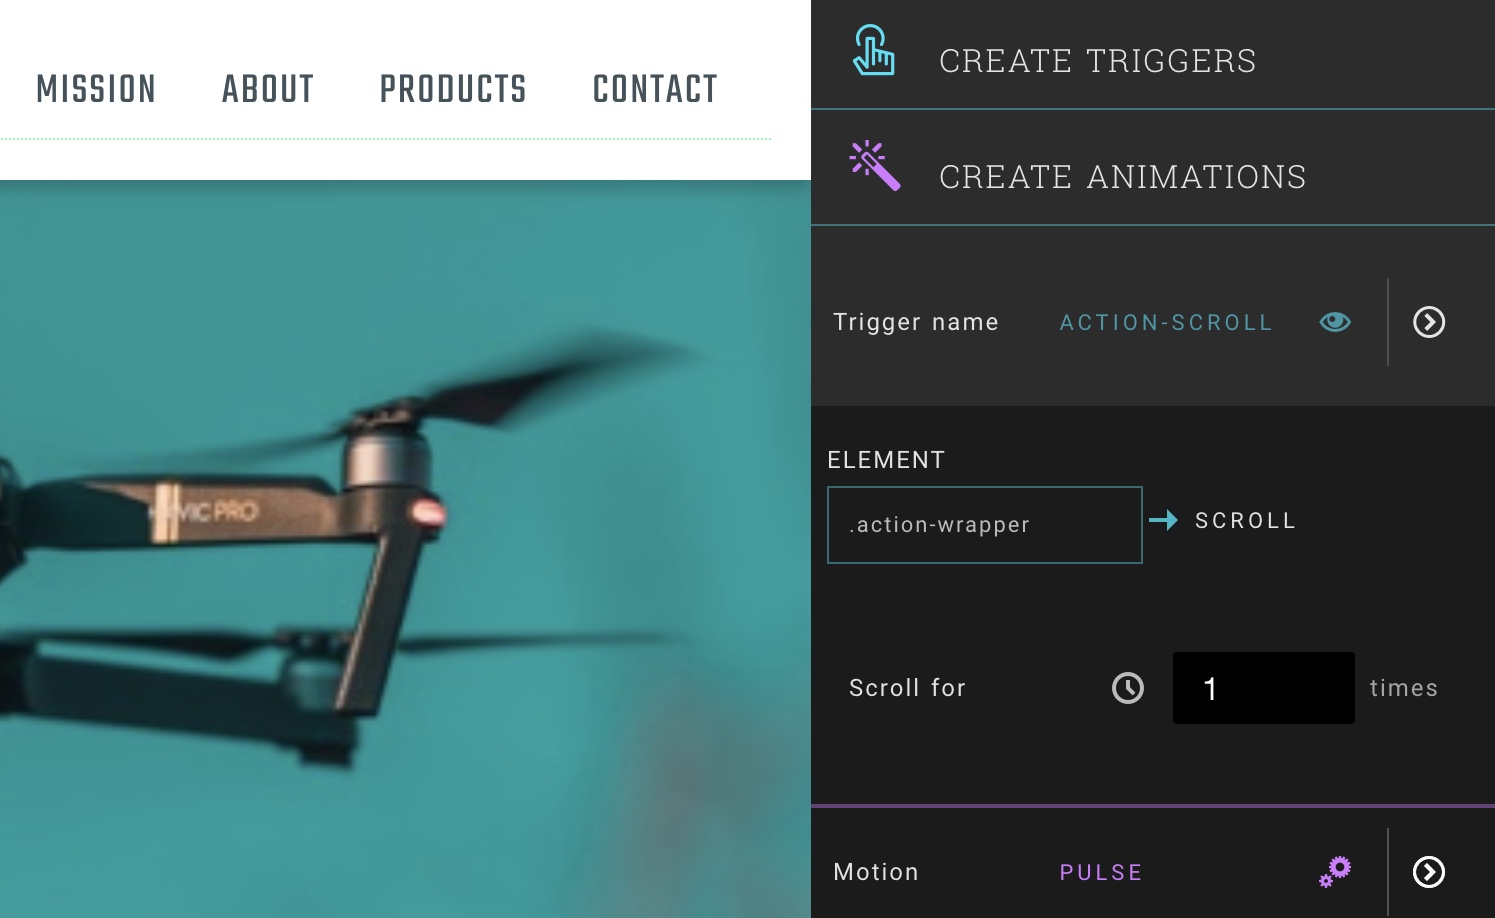 MISSION ABOUT PRODUCTS CONTACT
PRO
CREATE TRIGGERS
CREATE ANIMATIONS
Trigger name ACTION-SCROLL
ELEMENT
.action-wrapper SCROLL
Scroll for 1 times
Motion PULSE